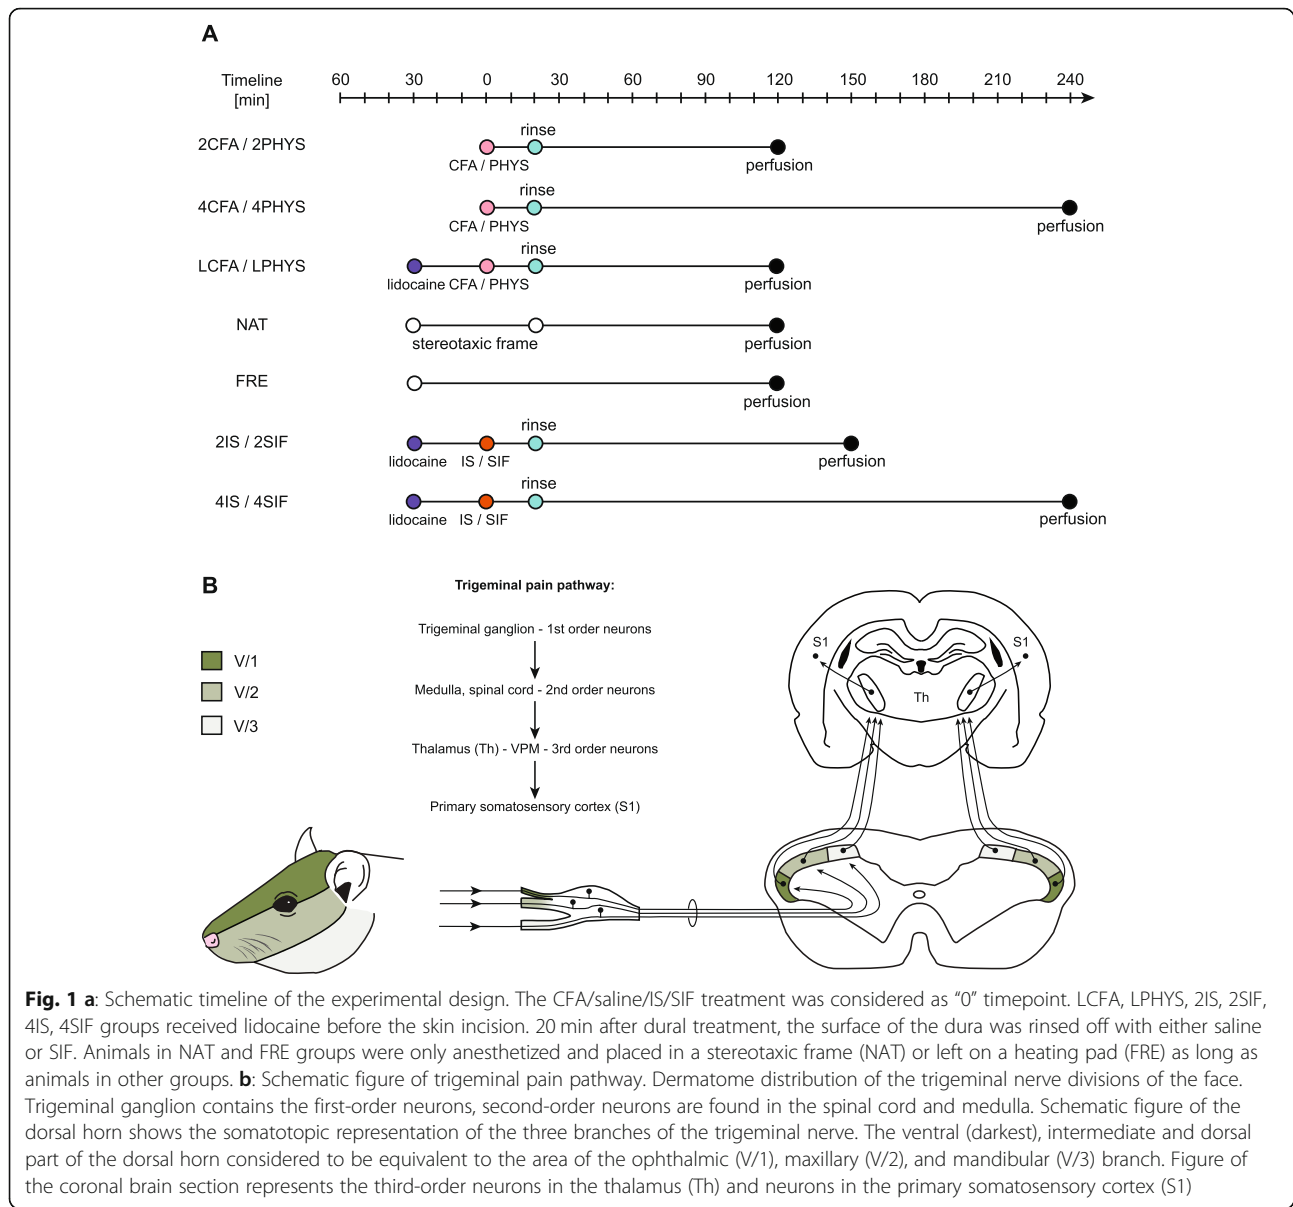 A
Timeline [min] 60 30 0 30 60 90 120 150 180 210 240
2CFA / 2PHYS
rinse
CFA / PHYS
perfusion
4CFA / 4PHYS
rinse
CFA / PHYS
perfusion
LCFA / LPHYS
rinse
lidocaine CFA / PHYS
perfusion
NAT
stereotaxic frame
perfusion
FRE
perfusion
2IS / 2SIF
rinse
lidocaine IS / SIF
perfusion
4IS / 4SIF
rinse
lidocaine IS / SIF
perfusion
B
V/1
V/2
V/3
Trigeminal pain pathway:
Trigeminal ganglion - 1st order neurons
Medulla, spinal cord - 2nd order neurons
Thalamus (Th) - VPM - 3rd order neurons
Primary somatosensory cortex (S1)
S1
S1
Th
Fig. 1 a: Schematic timeline of the experimental design. The CFA/saline/IS/SIF treatment was considered as “0” timepoint. LCFA, LPHYS, 2IS, 2SIF,
4IS, 4SIF groups received lidocaine before the skin incision. 20 min after dural treatment, the surface of the dura was rinsed off with either saline
or SIF. Animals in NAT and FRE groups were only anesthetized and placed in a stereotaxic frame (NAT) or left on a heating pad (FRE) as long as
animals in other groups. b: Schematic figure of trigeminal pain pathway. Dermatome distribution of the trigeminal nerve divisions of the face.
Trigeminal ganglion contains the first-order neurons, second-order neurons are found in the spinal cord and medulla. Schematic figure of the
dorsal horn shows the somatotopic representation of the three branches of the trigeminal nerve. The ventral (darkest), intermediate and dorsal
part of the dorsal horn considered to be equivalent to the area of the ophthalmic (V/1), maxillary (V/2), and mandibular (V/3) branch. Figure of
the coronal brain section represents the third-order neurons in the thalamus (Th) and neurons in the primary somatosensory cortex (S1)